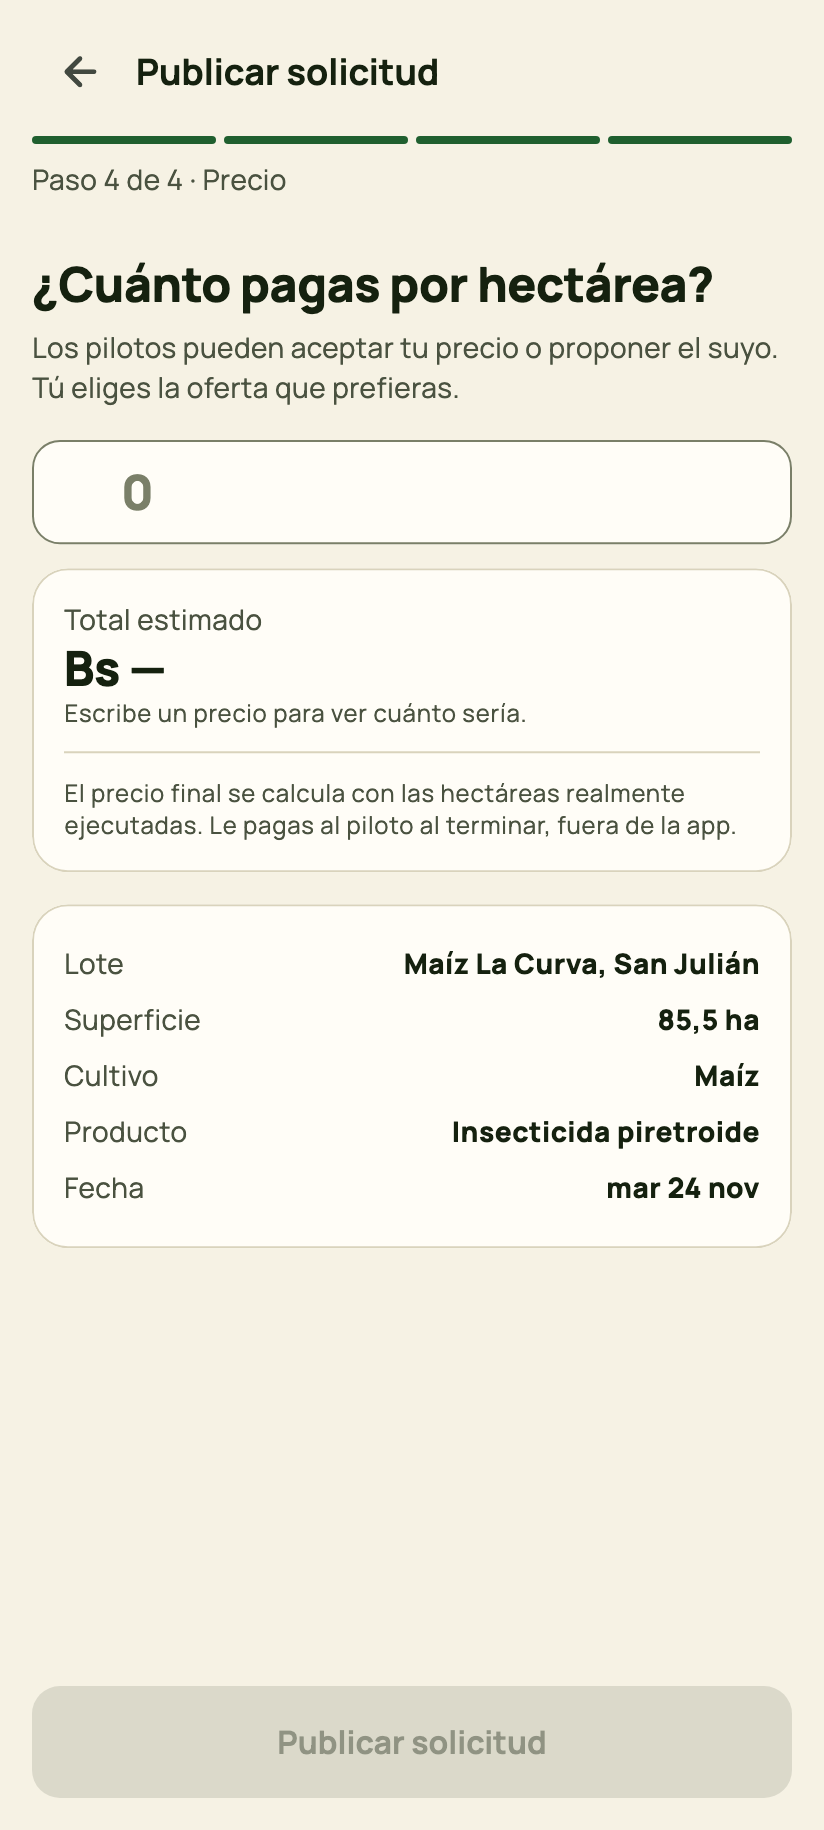 Publicar solicitud
Paso 4 de 4 · Precio
¿Cuánto pagas por hectárea?
Los pilotos pueden aceptar tu precio o proponer el suyo.
Tú eliges la oferta que prefieras.
0
Total estimado
Bs —
Escribe un precio para ver cuánto sería.
El precio final se calcula con las hectáreas realmente
ejecutadas. Le pagas al piloto al terminar, fuera de la app.
Lote Maíz La Curva, San Julián
Superficie 85,5 ha
Cultivo Maíz
Producto Insecticida piretroide
Fecha mar 24 nov
Publicar solicitud